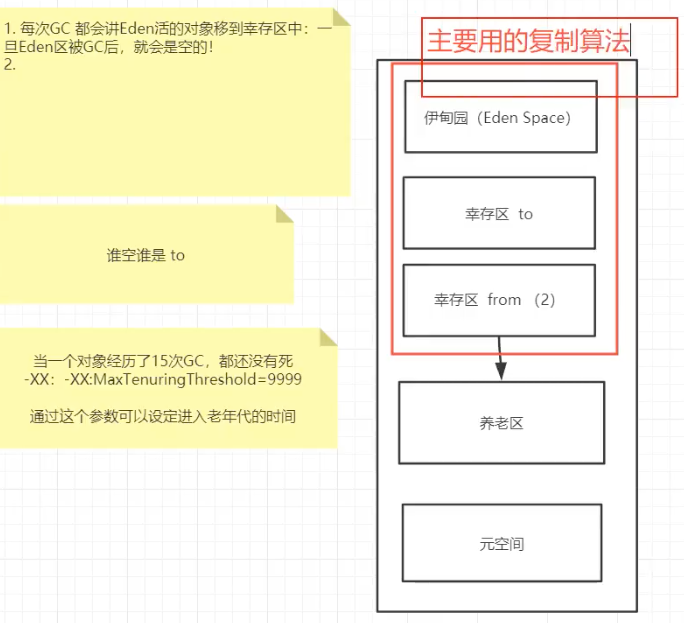 1. 每次GC 都会讲Eden活的对象移到幸存区中：一
旦Eden区被GC后，就会是空的！
2.
谁空谁是 to
当一个对象经历了15次GC，都还没有死
-XX：-XX:MaxTenuringThreshold=9999
通过这个参数可以设定进入老年代的时间
主要用的复制算法
伊甸园（Eden Space）
幸存区 to
幸存区 from （2）
养老区
元空间